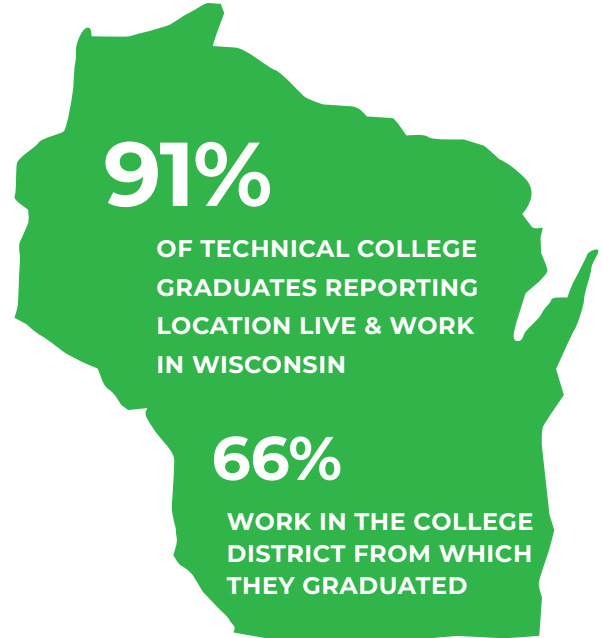 91%
OF TECHNICAL COLLEGE
GRADUATES REPORTING
LOCATION LIVE & WORK
IN WISCONSIN
66%
WORK IN THE COLLEGE
DISTRICT FROM WHICH
THEY GRADUATED